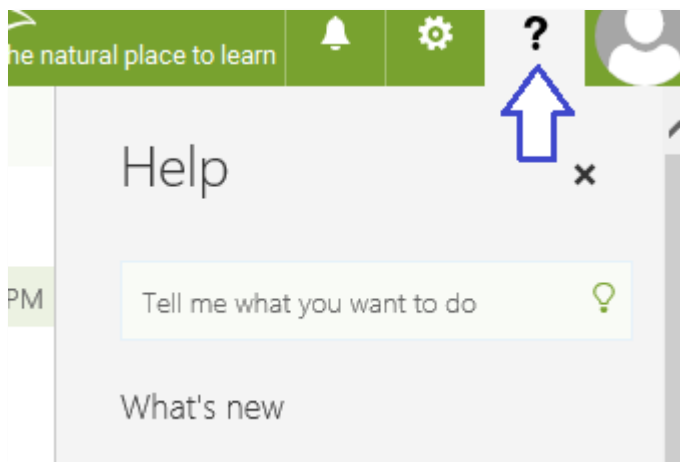 he natural place to learn
?
Help
PM
Tell me what you want to do
What's new